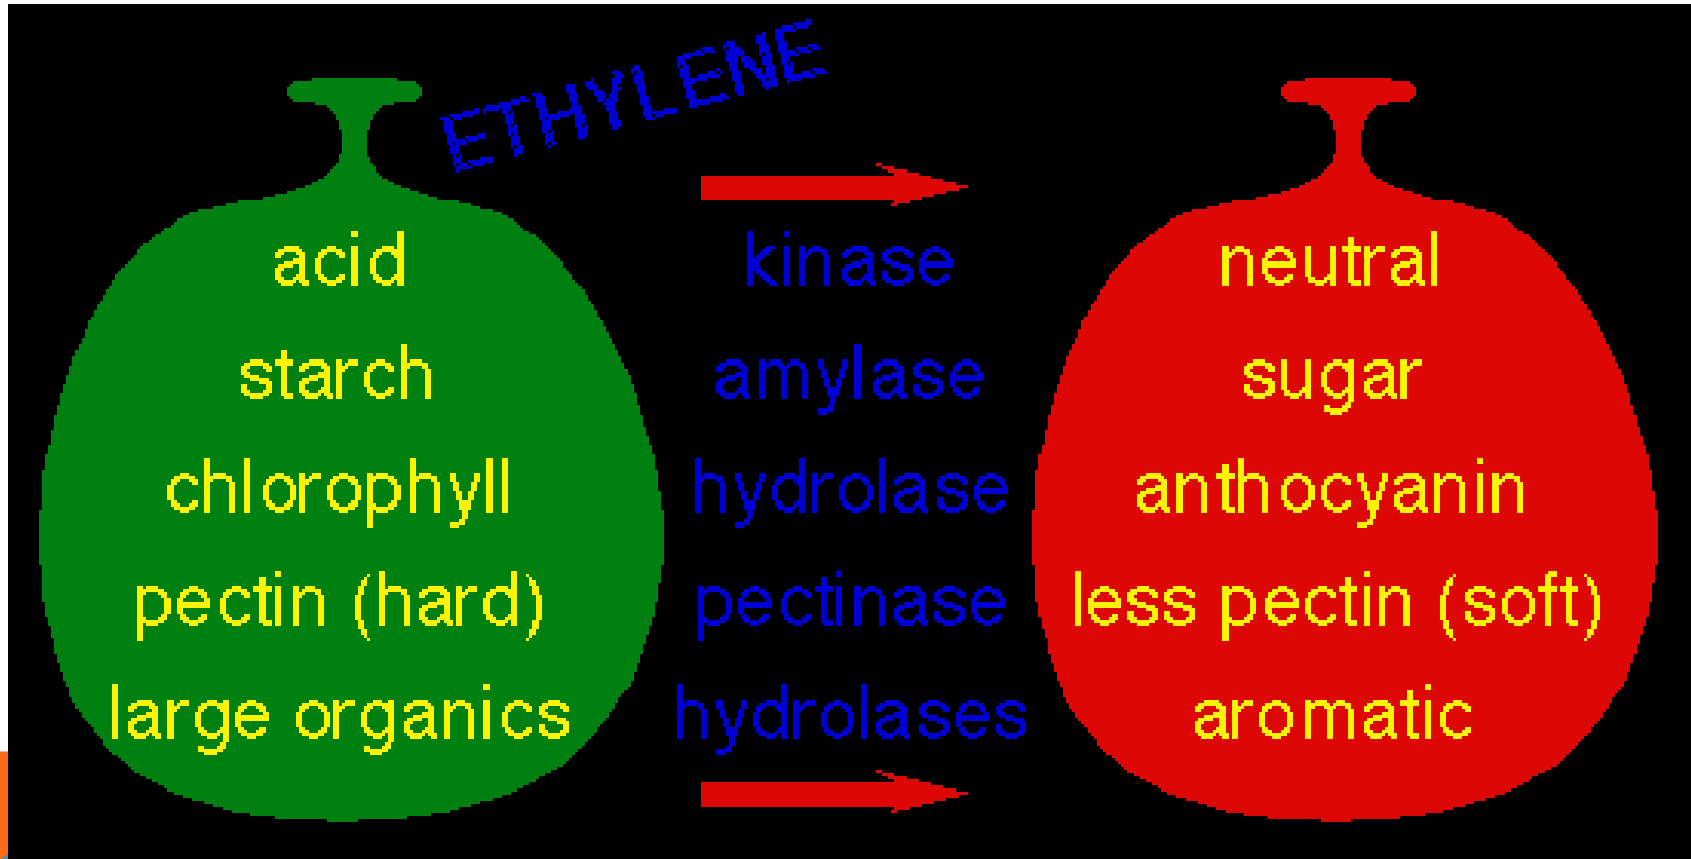 ETHYLENE
acid kinase neutral
starch amylase sugar
chlorophyll hydrolase anthocyanin
pectin (hard) pectinase less pectin (soft)
large organics hydrolases aromatic